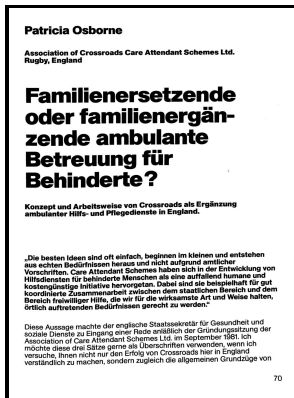 Patricia Osborne
Association of Crossroads Care Attendant Schemes Ltd.
Rugby, England
Familienersetzende
oder familienergän-
zende ambulante
Betreuung für
Behinderte?
Konzept und Arbeitsweise von Crossroads als Ergänzung
ambulanter Hilfs- und Pflegedienste in England.
„Die besten Ideen sind oft einfach, beginnen im kleinen und entstehen
aus echten Bedürfnissen heraus und nicht aufgrund amtlicher
Vorschriften. Care Attendant Schemes haben sich in der Entwicklung von
Hilfsdiensten für behinderte Menschen als eine auffallend humane und
kostengünstige Initiative hervorgetan. Dabei sind sie beispielhaft für gut
koordinierte Zusammenarbeit zwischen dem staatlichen Bereich und dem
Bereich freiwilliger Hilfe, die wir für die wirksamste Art und Weise halten,
örtlich auftretenden Bedürfnissen gerecht zu werden."
Diese Aussage machte der englische Staatssekretär für Gesundheit und
soziale Dienste zu Eingang einer Rede anläßlich der Gründungssitzung der
Association of Care Attendant Schemes Ltd. im September 1981. Ich
möchte diese drei Sätze gerne als Überschriften verwenden, wenn ich
versuche, Ihnen nicht nur den Erfolg von Crossroads hier in England
verständlich zu machen, sondern zugleich die allgemeinen Grundzüge von
70